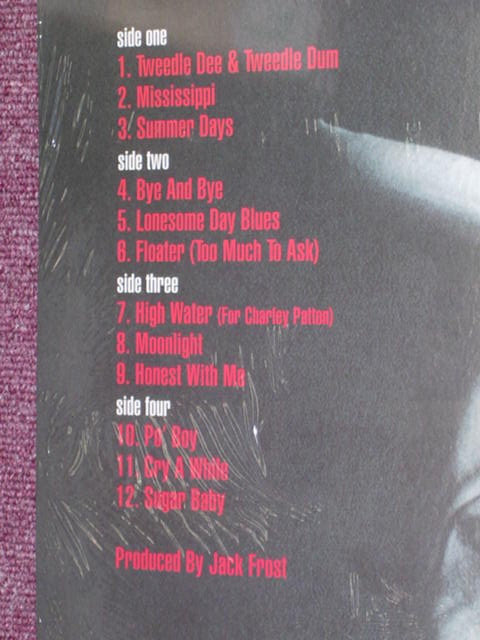 side one
1. Tweedle Dee & Tweedle Dum
2. Mississippi
3. Summer Days
side two
4. Bye And Bye
5. Lonesome Day Blues
6. Floater (Too Much To Ask)
side three
7. High Water (For Charley Patton)
8. Moonlight
9. Honest With Me
side four
10. Po' Boy
11. Cry A While
12. Sugar Baby
Produced By Jack Frost